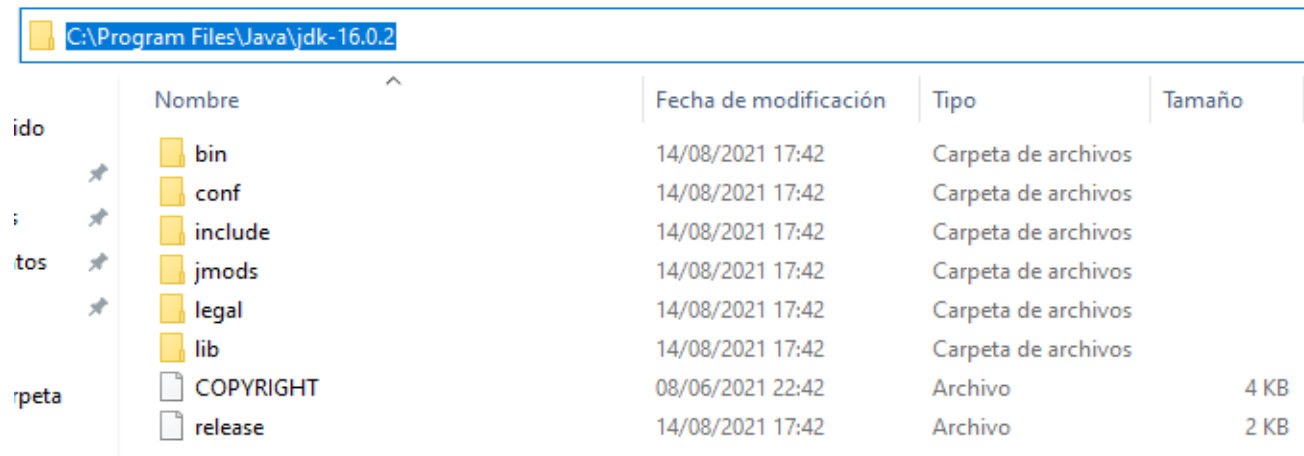 C:\Program Files\Java\jdk-16.0.2
Nombre Fecha de modificación Tipo Tamaño
ido
bin 14/08/2021 17:42 Carpeta de archivos
conf 14/08/2021 17:42 Carpeta de archivos
s
include 14/08/2021 17:42 Carpeta de archivos
tos
jmods 14/08/2021 17:42 Carpeta de archivos
legal 14/08/2021 17:42 Carpeta de archivos
lib 14/08/2021 17:42 Carpeta de archivos
rpeta
COPYRIGHT 08/06/2021 22:42 Archivo 4 KB
release 14/08/2021 17:42 Archivo 2 KB